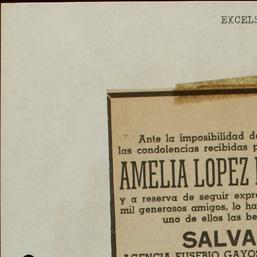 EXCELS
Ante la imposibilidad d
las condolencias recibidas p
AMELIA LOPEZ
y a reserva de seguir expr
mil generosos amigos, lo ha
uno de ellos las be
SALVA
AGENCIA EUSEBIO GAYOS